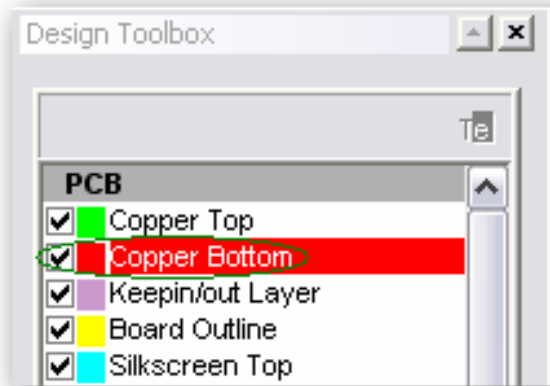 Design Toolbox
Te
PCB
Copper Top
Copper Bottom
Keepin/out Layer
Board Outline
Silkscreen Top